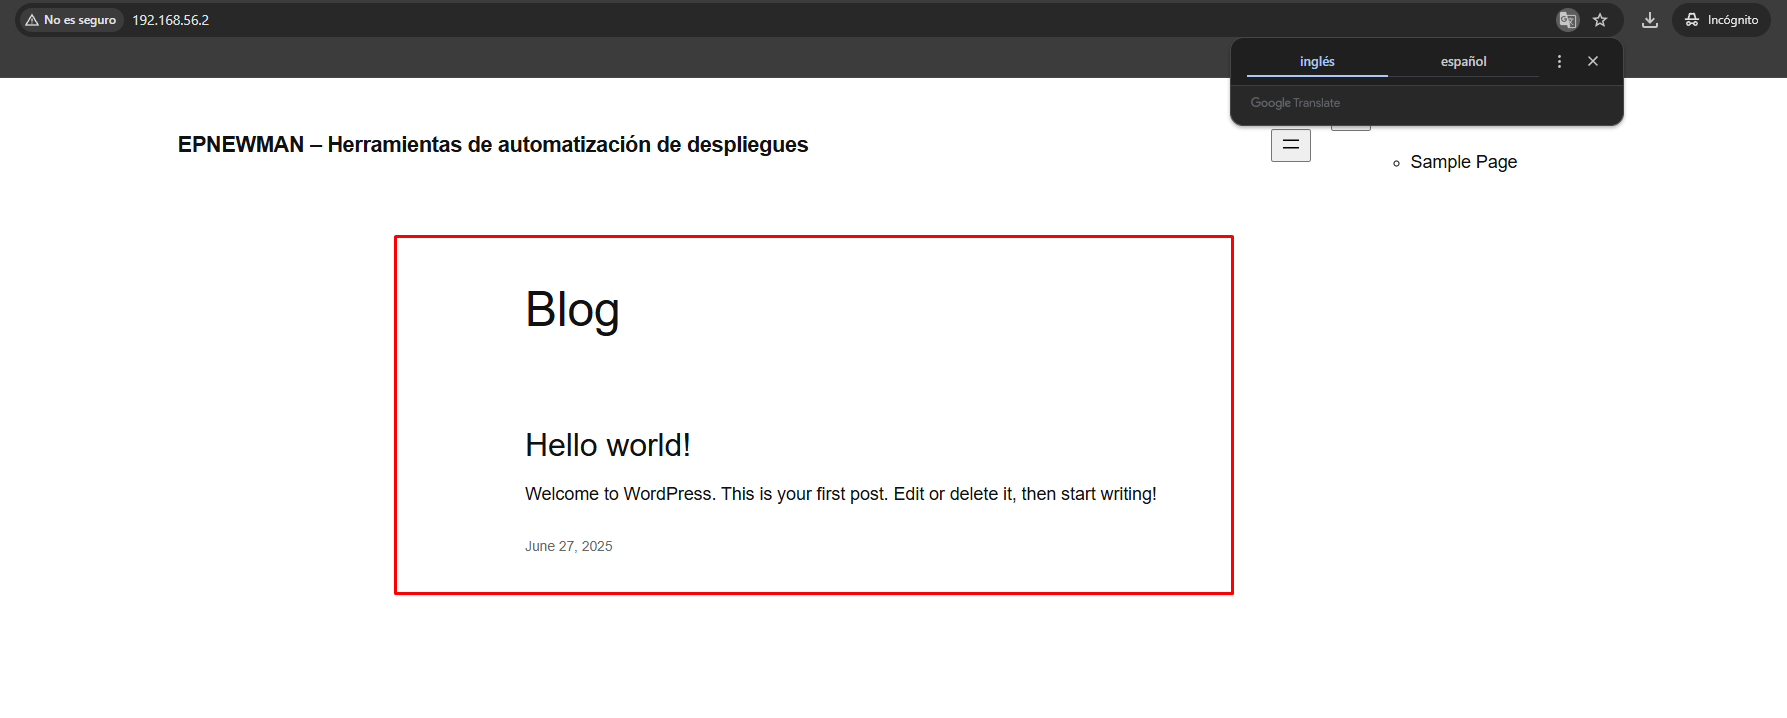 No es seguro 192.168.56.2 Incógnito
inglés español
Google Translate
EPNEWMAN – Herramientas de automatización de despliegues
Sample Page
Blog
Hello world!
Welcome to WordPress. This is your first post. Edit or delete it, then start writing!
June 27, 2025